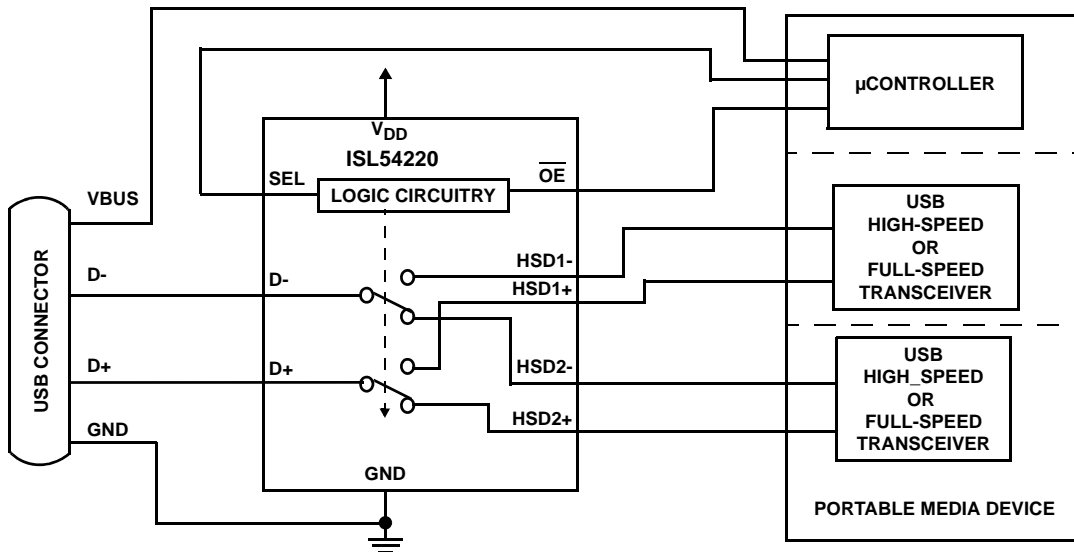 µCONTROLLER
VDD
ISL54220
SEL
OE
LOGIC CIRCUITRY
VBUS
USB
HIGH-SPEED
OR
FULL-SPEED
TRANSCEIVER
USB CONNECTOR
D-
D-
HSD1-
HSD1+
D+
D+
HSD2-
HSD2+
USB
HIGH_SPEED
OR
FULL-SPEED
TRANSCEIVER
GND
GND
PORTABLE MEDIA DEVICE